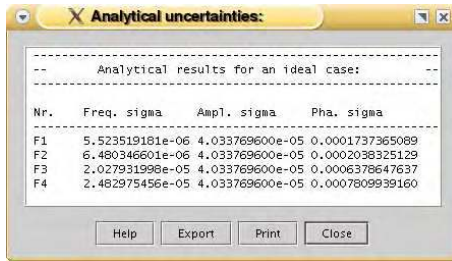 Analytical uncertainties:
--------------------------------------------------------
-- Analytical results for an ideal case: --
--------------------------------------------------------
Nr. Freq. sigma Ampl. sigma Pha. sigma
--------------------------------------------------------
F1 5.523519181e-06 4.033769600e-05 0.0001737365089
F2 6.480346601e-06 4.033769600e-05 0.0002038325129
F3 2.027931998e-05 4.033769600e-05 0.0006378647637
F4 2.482975456e-05 4.033769600e-05 0.0007809939160
Help Export Print Close